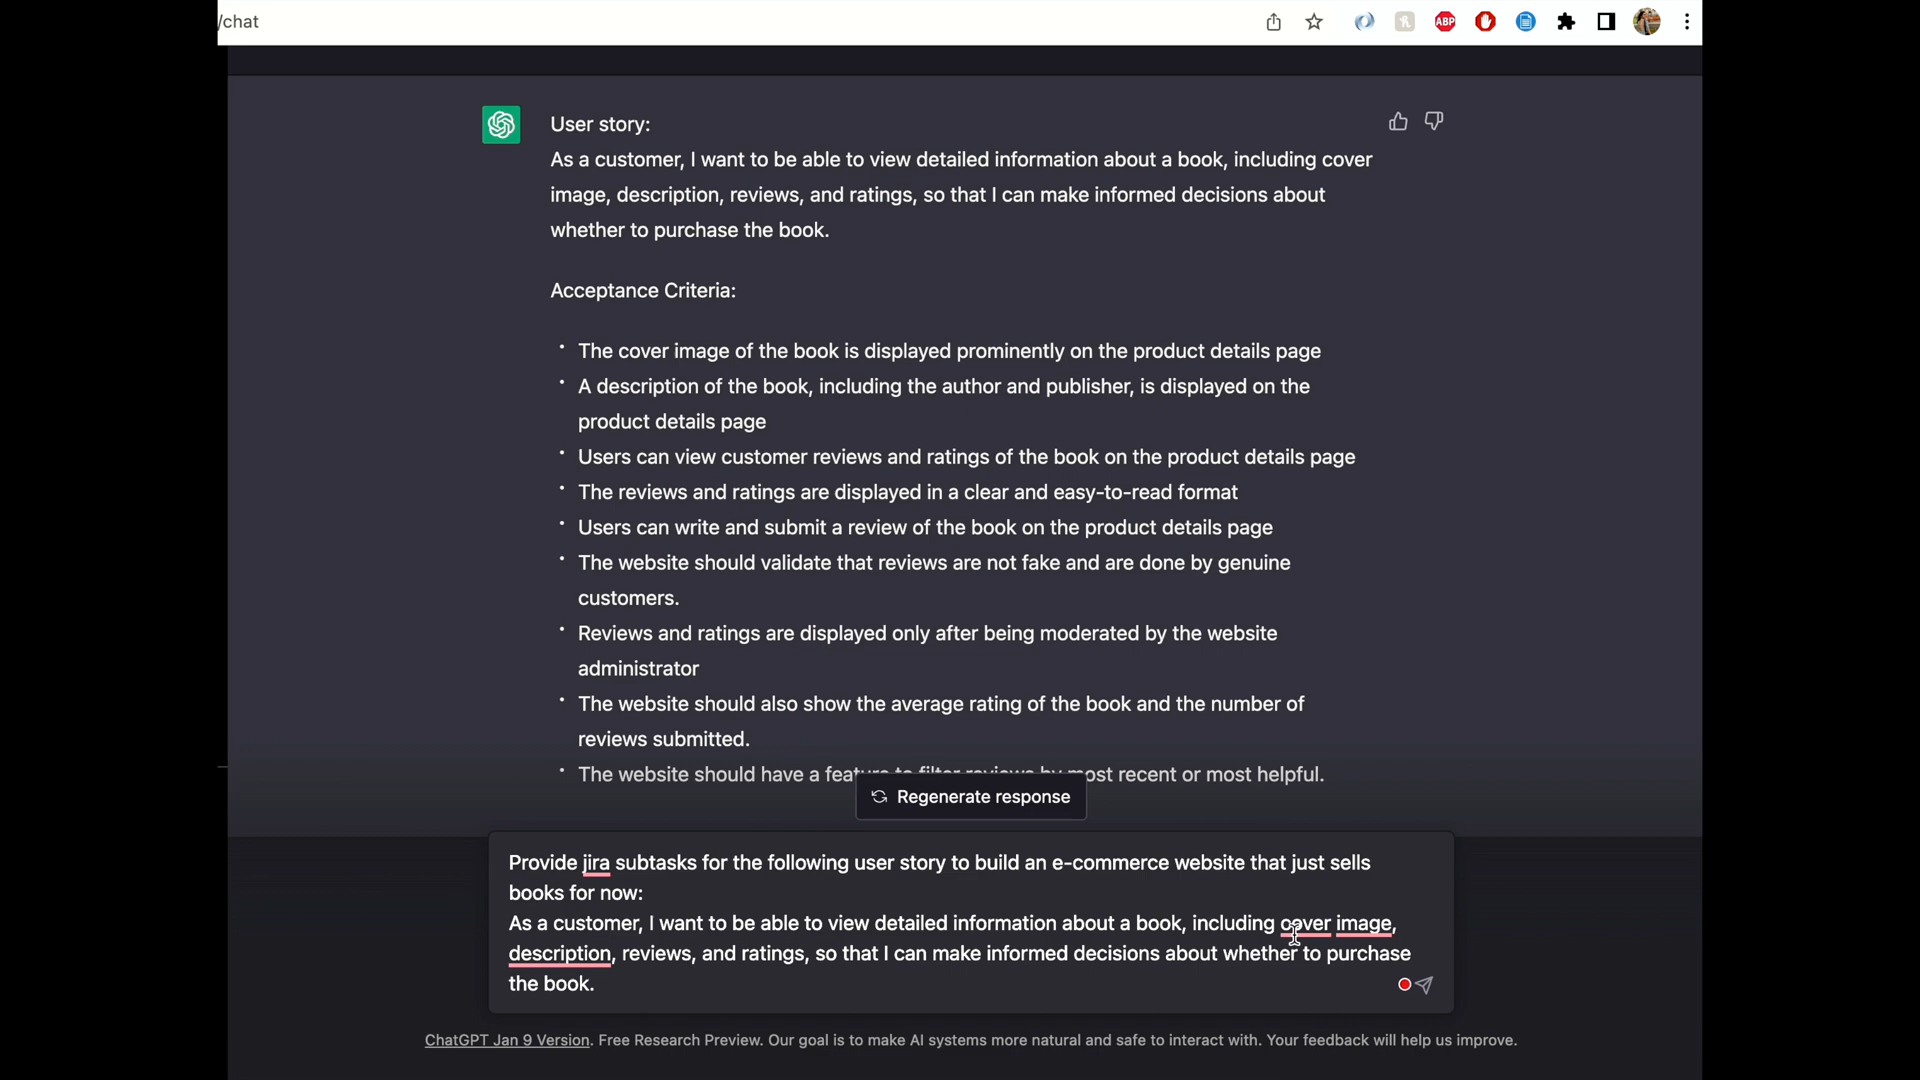 /chat
ABP
User story:
As a customer, I want to be able to view detailed information about a book, including cover
image, description, reviews, and ratings, so that I can make informed decisions about
whether to purchase the book.
Acceptance Criteria:
• The cover image of the book is displayed prominently on the product details page
• A description of the book, including the author and publisher, is displayed on the
product details page
• Users can view customer reviews and ratings of the book on the product details page
• The reviews and ratings are displayed in a clear and easy-to-read format
• Users can write and submit a review of the book on the product details page
• The website should validate that reviews are not fake and are done by genuine
customers.
• Reviews and ratings are displayed only after being moderated by the website
administrator
• The website should also show the average rating of the book and the number of
reviews submitted.
• The website should have a feature to filter reviews by most recent or most helpful.
Regenerate response
Provide jira subtasks for the following user story to build an e-commerce website that just sells
books for now:
As a customer, I want to be able to view detailed information about a book, including cover image,
description, reviews, and ratings, so that I can make informed decisions about whether to purchase
the book.
ChatGPT Jan 9 Version. Free Research Preview. Our goal is to make AI systems more natural and safe to interact with. Your feedback will help us improve.